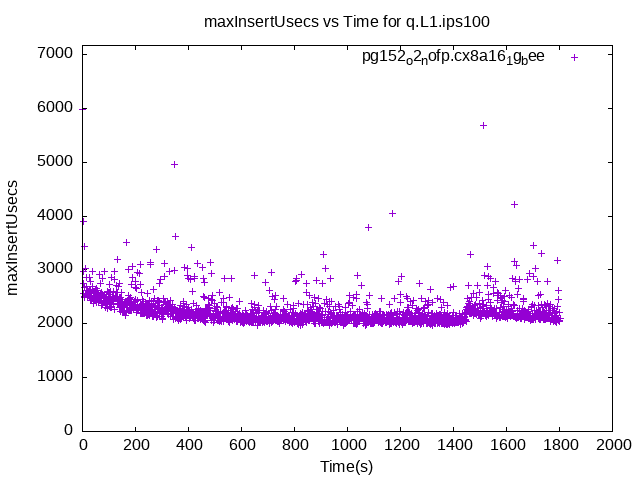 maxInsertUsecs vs Time for q.L1.ips100
pg152_o2_nofp.cx8a16_1g_bee
maxInsertUsecs
7000
6000
5000
4000
3000
2000
1000
0
0 200 400 600 800 1000 1200 1400 1600 1800 2000
Time(s)